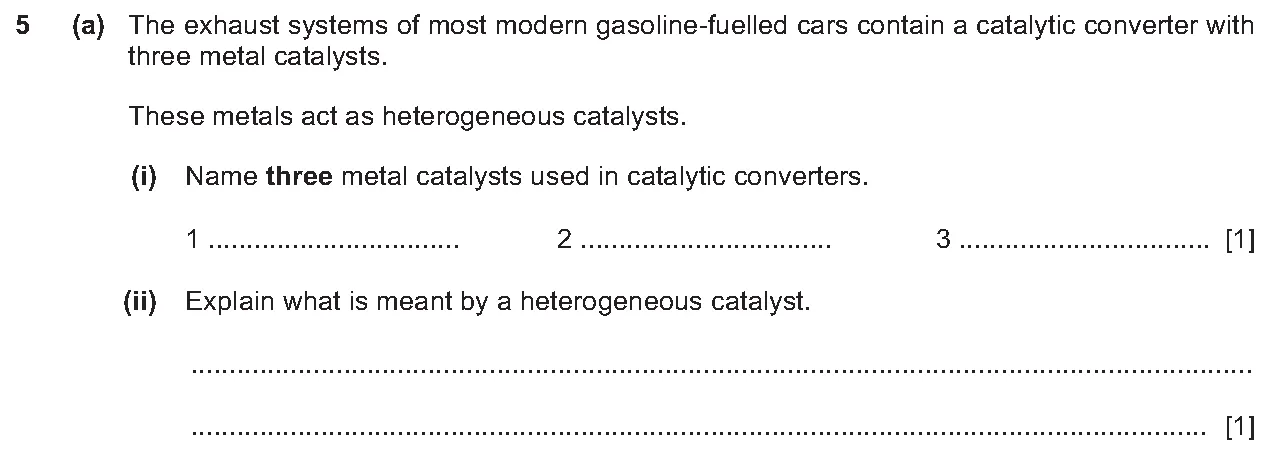 5 (a) The exhaust systems of most modern gasoline-fuelled cars contain a catalytic converter with
three metal catalysts.
These metals act as heterogeneous catalysts.
(i) Name three metal catalysts used in catalytic converters.
1 ................................. 2 ................................. 3 ................................. [1]
(ii) Explain what is meant by a heterogeneous catalyst.
...........................................................................................................................................
..................................................................................................................................... [1]